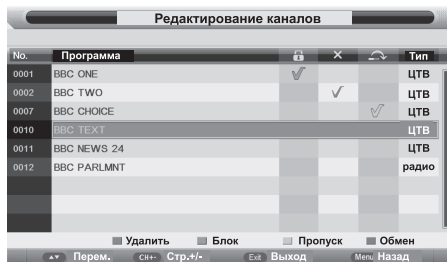 Редактирование каналов
No. Программа Тип
0001 BBC ONE ЦТВ
0002 BBC TWO ЦТВ
0007 BBC CHOICE ЦТВ
0010 BBC TEXT ЦТВ
0011 BBC NEWS 24 ЦТВ
0012 BBC PARLMNT радио
Удалить Блок Пропуск Обмен
Перем. CH+- Стр.+/- Exit Выход Menu Назад